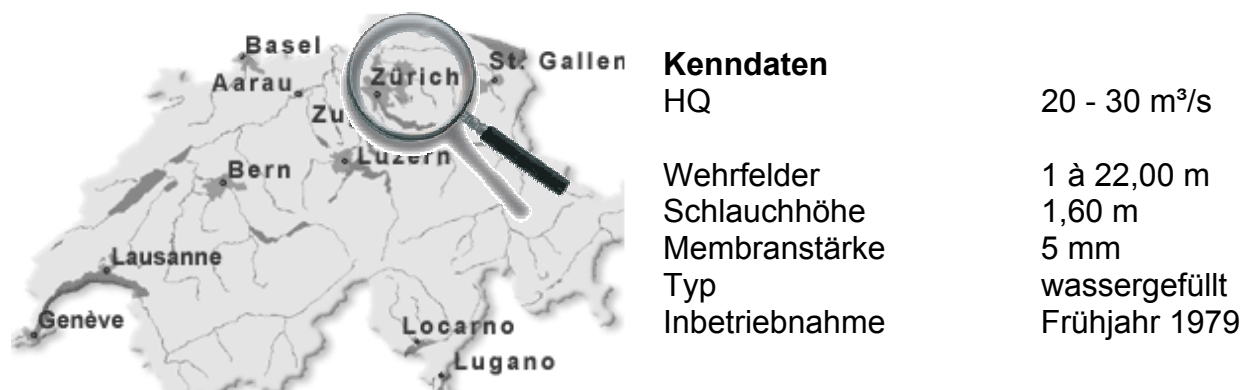 Basel
Aarau
Zürich
St. Gallen
Zu
Luzern
Bern
Lausanne
Genève
Locarno
Lugano
Kenndaten
HQ 20 - 30 m³/s
Wehrfelder 1 à 22,00 m
Schlauchhöhe 1,60 m
Membranstärke 5 mm
Typ wassergefüllt
Inbetriebnahme Frühjahr 1979